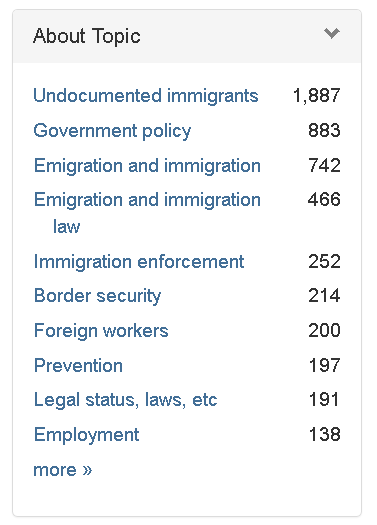 About Topic
Undocumented immigrants 1,887
Government policy 883
Emigration and immigration 742
Emigration and immigration 466
law
Immigration enforcement 252
Border security 214
Foreign workers 200
Prevention 197
Legal status, laws, etc 191
Employment 138
more »